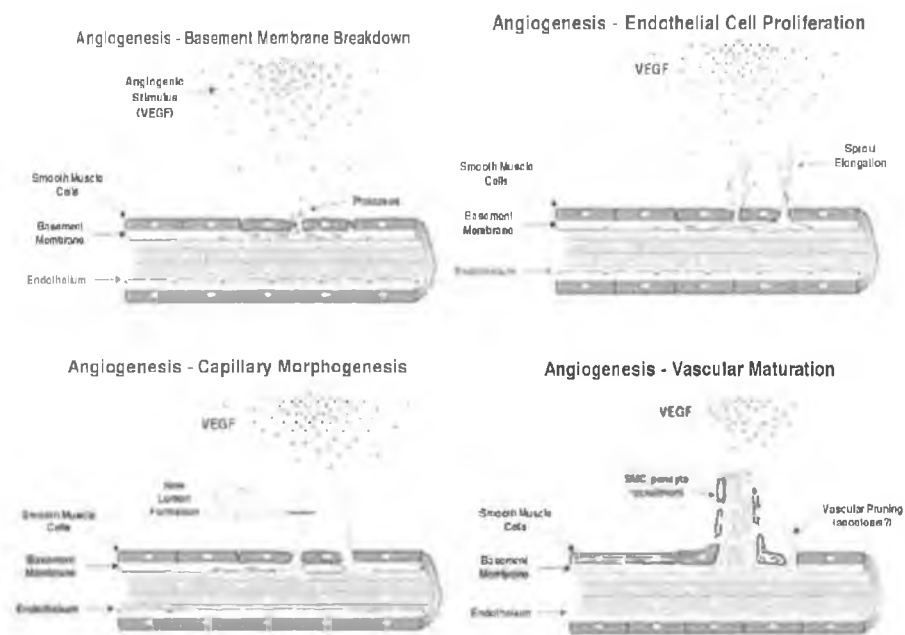 Angiogenesis - Basement Membrane Breakdown
Angiogenic
Stimulus
(VEGF)
Smooth Muscle
Cells
Proteases
Basement
Membrane
Endothelium
Angiogenesis - Endothelial Cell Proliferation
VEGF
Smooth Muscle
Cells
Sprout
Elongation
Basement
Membrane
Endothelium
Angiogenesis - Capillary Morphogenesis
VEGF
New
Lumen
Formation
Smooth Muscle
Cells
Basement
Membrane
Endothelium
Angiogenesis - Vascular Maturation
VEGF
SMC
recruitment
Smooth Muscle
Cells
Vascular Pruning
(apoptosis?)
Basement
Membrane
Endothelium